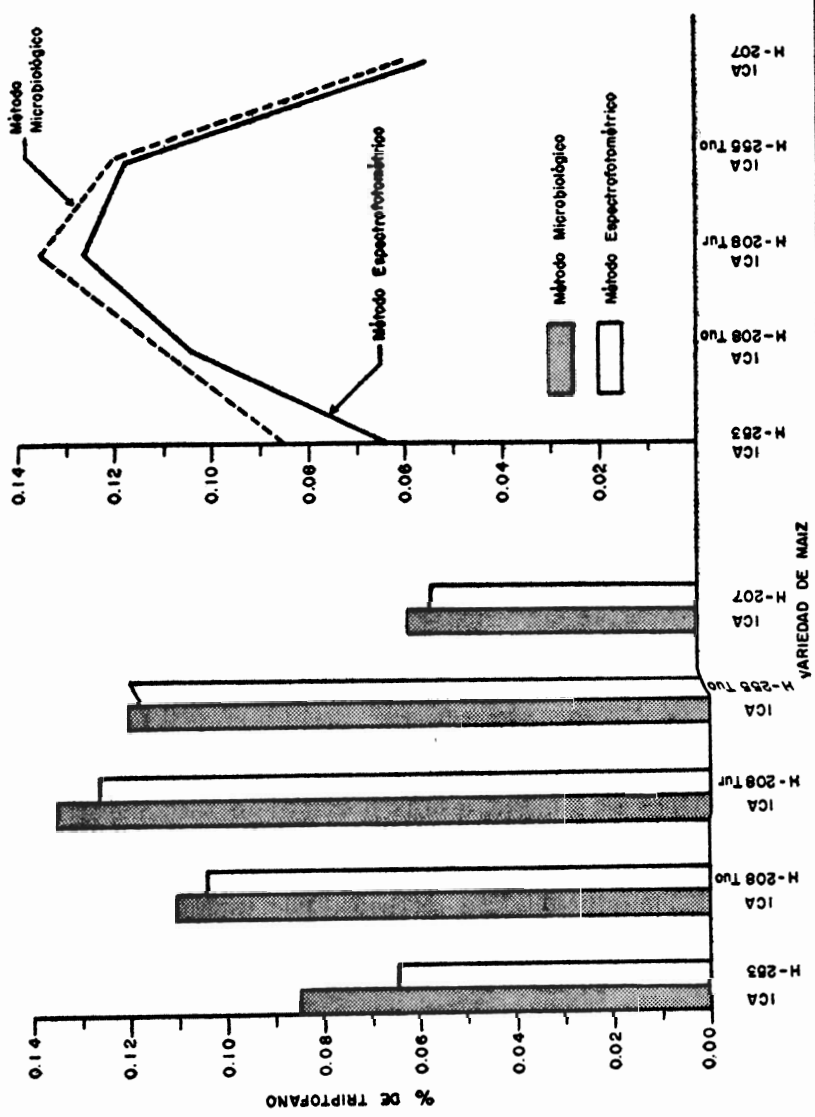 % DE TRIPTOFANO
0.14
0.12
0.10
0.08
0.06
0.04
0.02
0.00
ICA
H-253
ICA
H-208 Tuo
ICA
H-208 Tur
ICA
H-255 Tuo
ICA
H-207
VARIEDAD DE MAIZ
0.14
0.12
0.10
0.08
0.06
0.04
0.02
Método
Microbiológico
Método Espectrofotométrico
Método Microbiológico
Método Espectrofotométrico
ICA
H-253
ICA
H-208 Tuo
ICA
H-208 Tur
ICA
H-255 Tuo
ICA
H-207